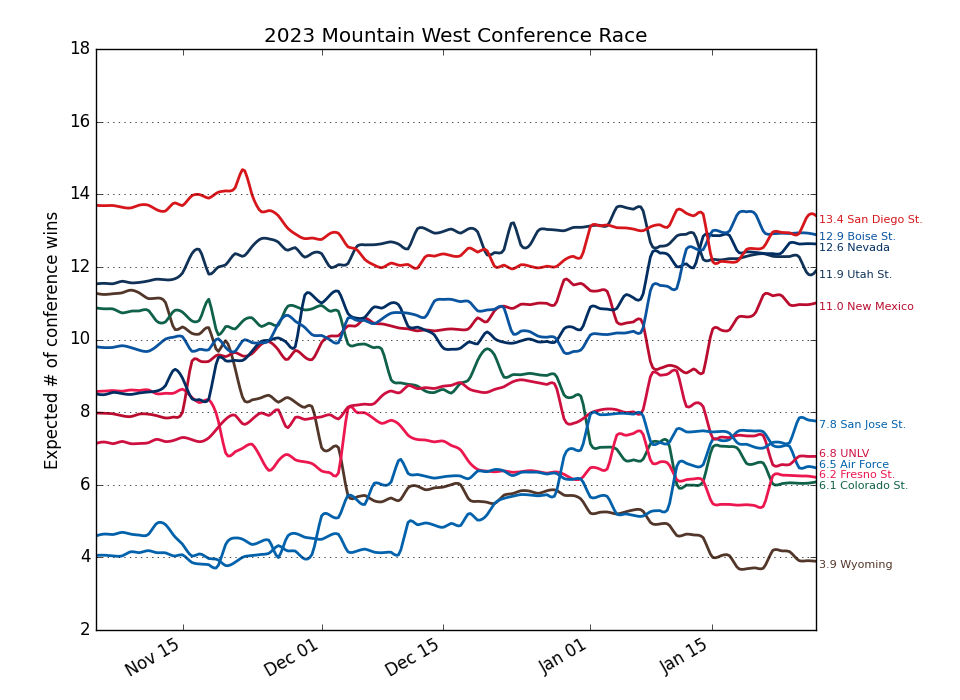 2023 Mountain West Conference Race
Expected # of conference wins
18
16
14
12
10
8
6
4
2
Nov 15
Dec 01
Dec 15
Jan 01
Jan 15
13.4 San Diego St.
12.9 Boise St.
12.6 Nevada
11.9 Utah St.
11.0 New Mexico
7.8 San Jose St.
6.8 UNLV
6.5 Air Force
6.2 Fresno St.
6.1 Colorado St.
3.9 Wyoming